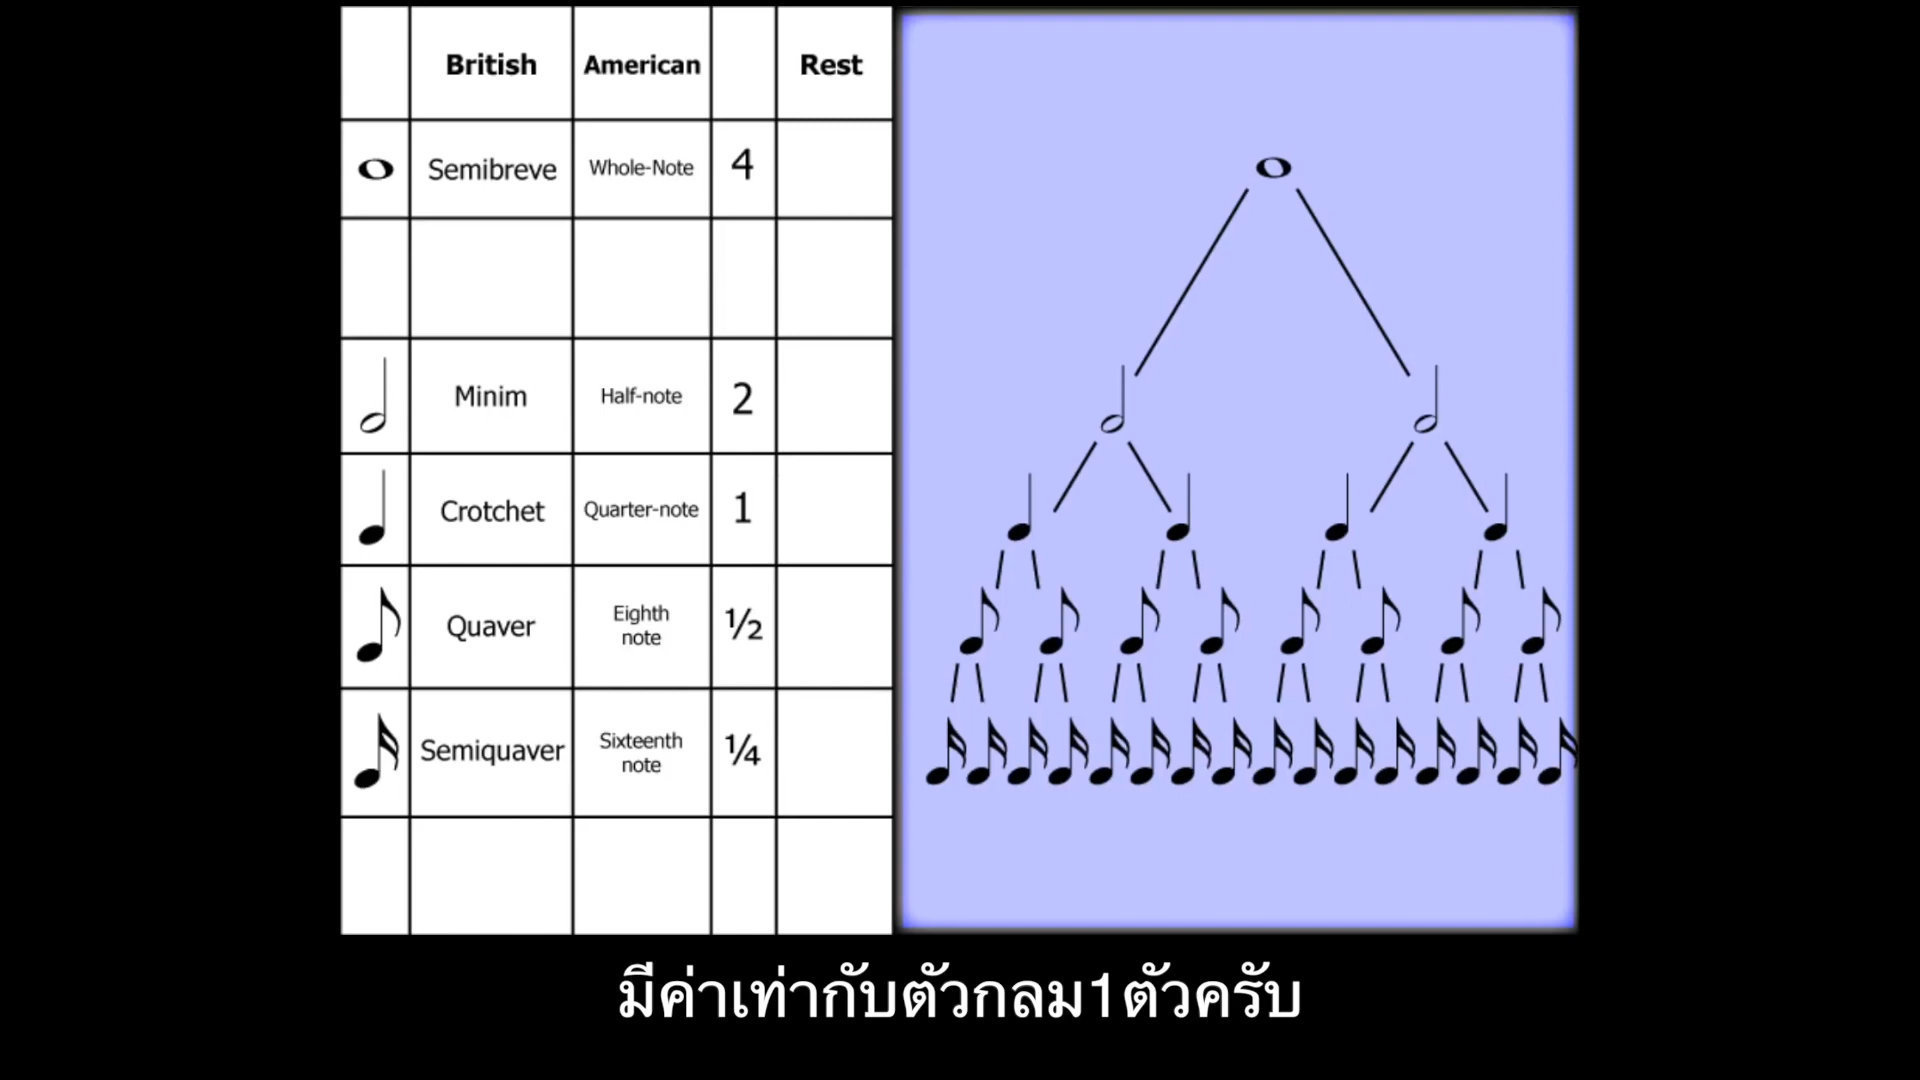 British American Rest
Semibreve Whole-Note 4
Minim Half-note 2
Crotchet Quarter-note 1
Quaver Eighth note ½
Semiquaver Sixteenth note ¼
มีค่าเท่ากับตัวกลม1ตัวครับ